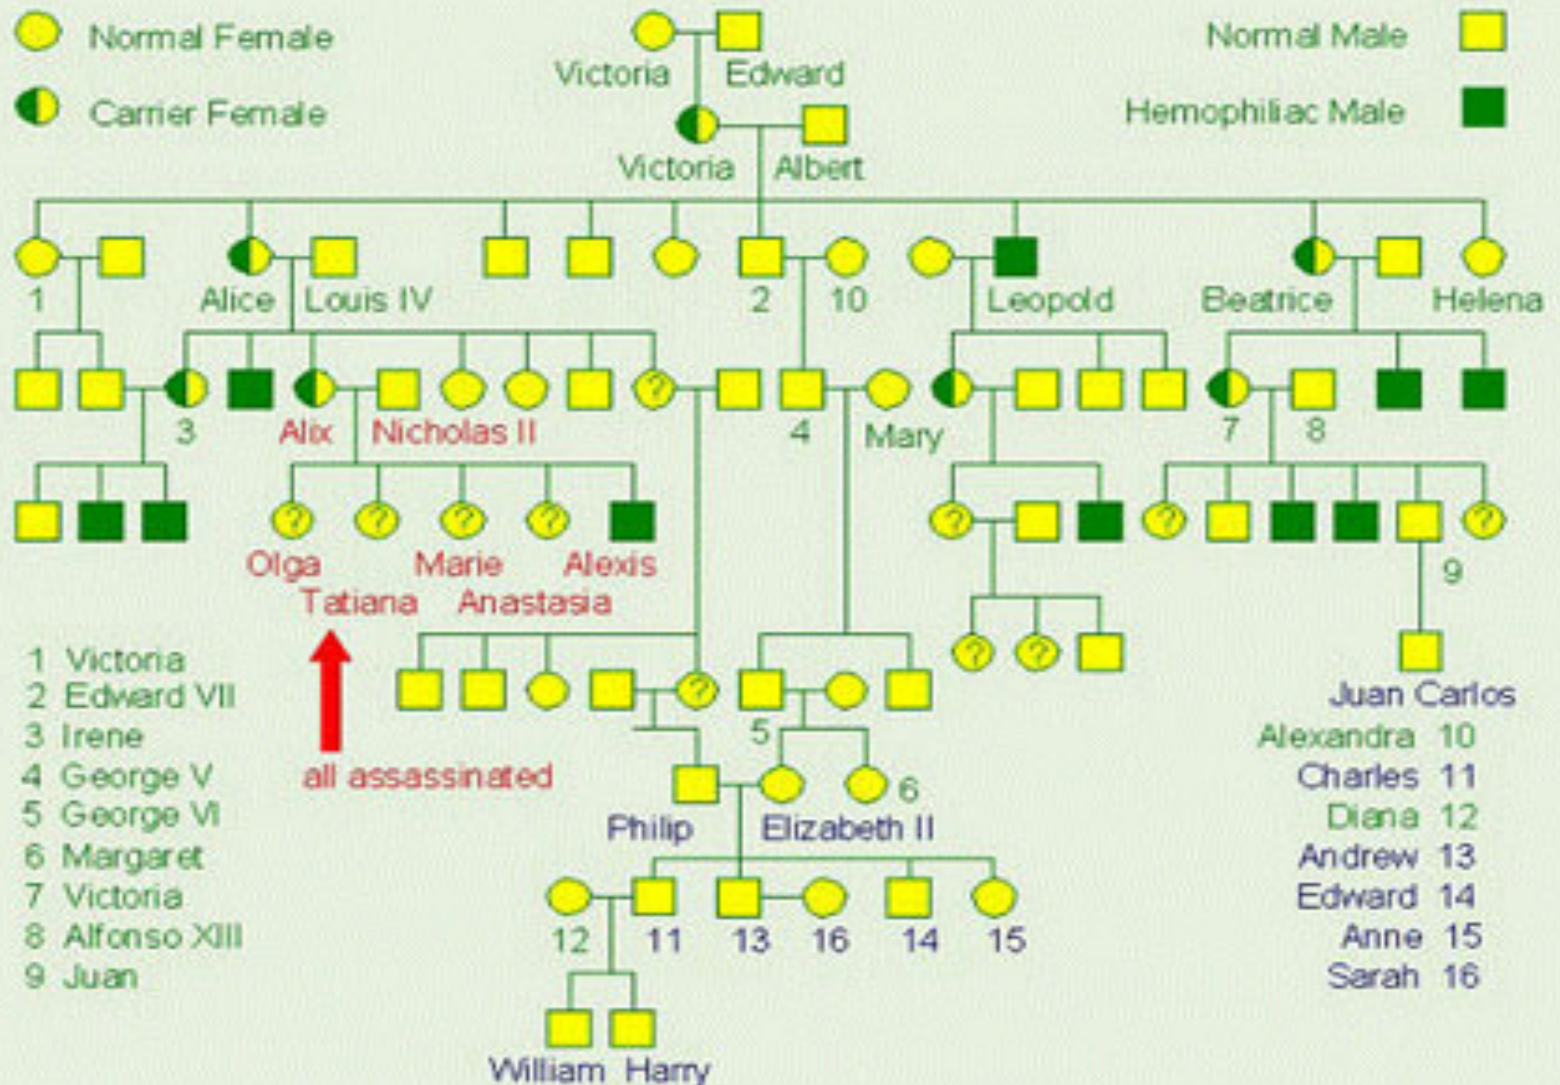 Normal Female
Normal Male
Victoria Edward
Carrier Female
Hemophiliac Male
Victoria Albert
1 Alice Louis IV 2 10 Leopold Beatrice Helena
? 
3 Alix Nicholas II 4 Mary 7 8
? ? ? ? ? ? ?
Olga Marie Alexis 9
Tatiana Anastasia
? ?
1 Victoria
?
2 Edward VII
Juan Carlos
3 Irene
5
Alexandra 10
4 George V
all assassinated
6
Charles 11
5 George VI
Philip Elizabeth II
Diana 12
6 Margaret
Andrew 13
7 Victoria
Edward 14
8 Alfonso XIII
12 11 13 16 14 15
Anne 15
9 Juan
Sarah 16
William Harry